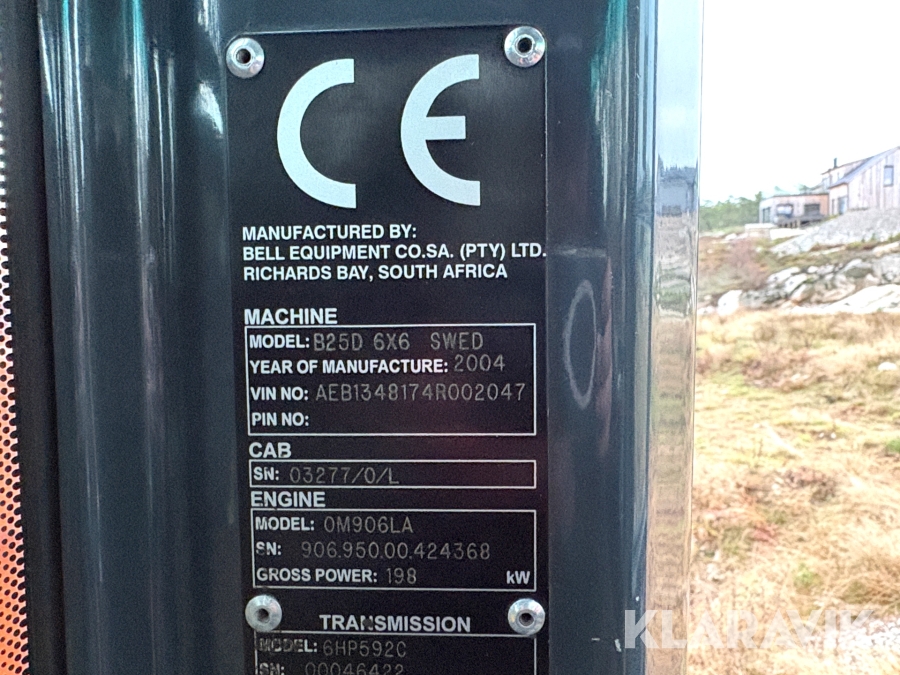 CE
MANUFACTURED BY:
BELL EQUIPMENT CO.SA. (PTY) LTD.
RICHARDS BAY, SOUTH AFRICA
MACHINE
MODEL: B25D 6X6 SWED
YEAR OF MANUFACTURE: 2004
VIN NO: AEB1348174R002047
PIN NO:
CAB
SN: 03277/0/L
ENGINE
MODEL: OM906LA
SN: 906.950.00.424368
GROSS POWER: 198 kW
TRANSMISSION
MODEL: 6HP592C
SN: 00046422
KLARAVIK